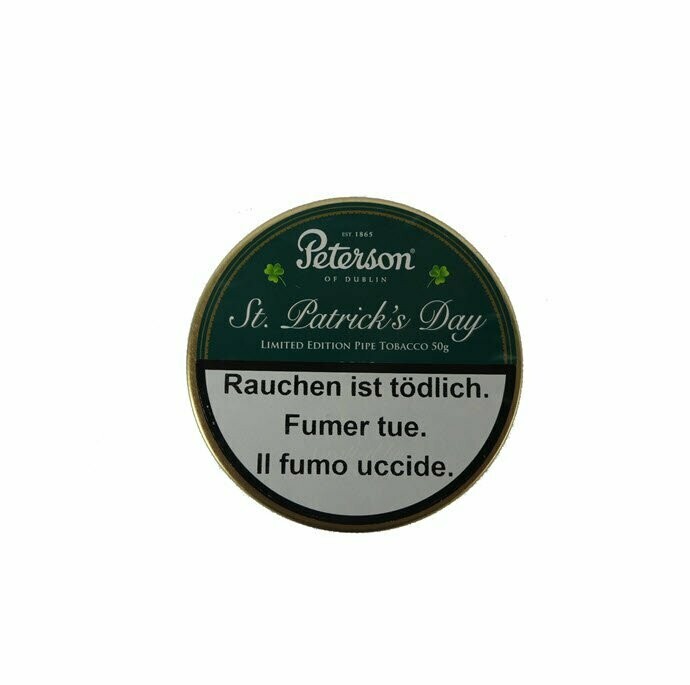 EST. 1865
Peterson®
OF DUBLIN
St. Patrick's Day
LIMITED EDITION PIPE TOBACCO 50g
Rauchen ist tödlich.
Fumer tue.
Il fumo uccide.